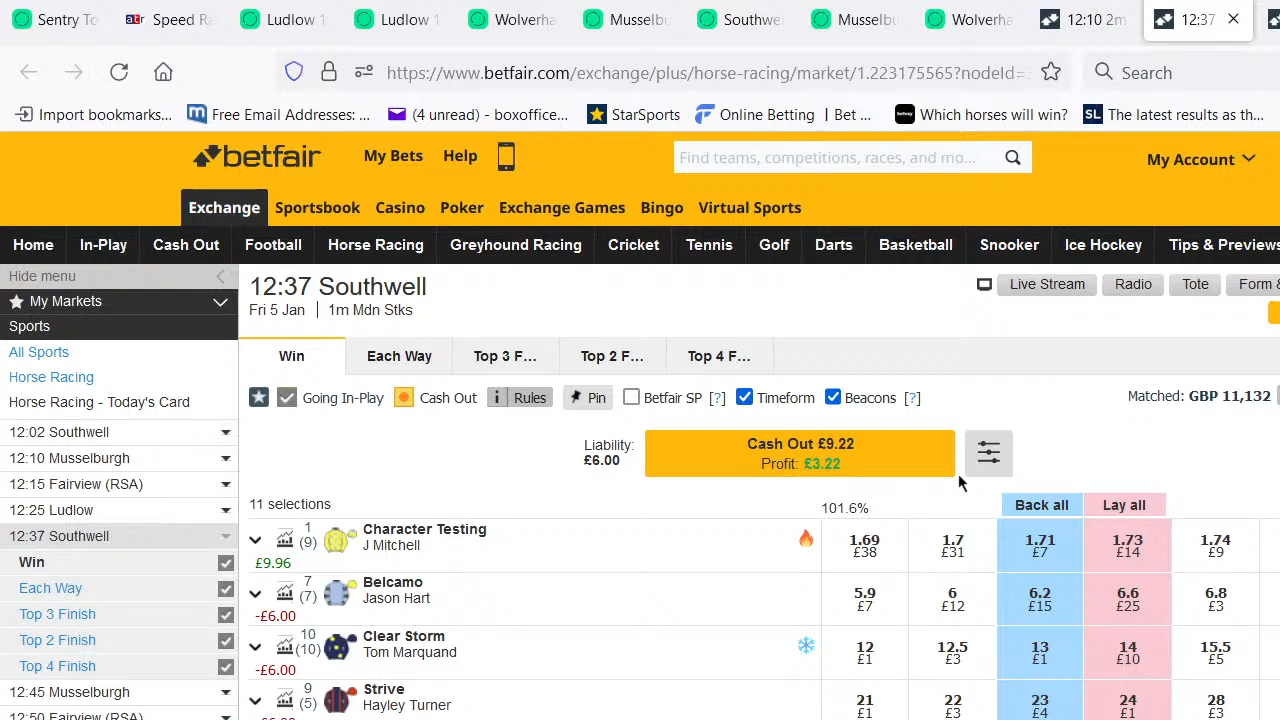 Sentry To
atr Speed Ra
Ludlow 1
Ludlow 1
Wolverha
Musselbu
Southwe
Musselbu
Wolverha
12:10 2m
12:37
https://www.betfair.com/exchange/plus/horse-racing/market/1.223175565?nodeId=
Search
Import bookmarks...
Free Email Addresses: ...
(4 unread) - boxoffice...
StarSports
Online Betting | Bet ...
betway Which horses will win?
SL The latest results as th...
betfair
My Bets
Help
Find teams, competitions, races, and mo...
My Account
Exchange
Sportsbook
Casino
Poker
Exchange Games
Bingo
Virtual Sports
Home
In-Play
Cash Out
Football
Horse Racing
Greyhound Racing
Cricket
Tennis
Golf
Darts
Basketball
Snooker
Ice Hockey
Tips & Previews
Hide menu
My Markets
Sports
All Sports
Horse Racing
Horse Racing - Today's Card
12:02 Southwell
12:10 Musselburgh
12:15 Fairview (RSA)
12:25 Ludlow
12:37 Southwell
Win
Each Way
Top 3 Finish
Top 2 Finish
Top 4 Finish
12:45 Musselburgh
12:50 Fairview (RSA)
12:37 Southwell
Fri 5 Jan | 1m Mdn Stks
Live Stream
Radio
Tote
Form &
Win
Each Way
Top 3 F...
Top 2 F...
Top 4 F...
Going In-Play
Cash Out
i Rules
Pin
Betfair SP [?]
Timeform
Beacons [?]
Matched: GBP 11,132
Liability:
£6.00
Cash Out £9.22
Profit: £3.22
11 selections
101.6%
Back all
Lay all
1
(9)
Character Testing
J Mitchell
£9.96
1.69
£38
1.7
£31
1.71
£7
1.73
£14
1.74
£9
7
(7)
Belcamo
Jason Hart
-£6.00
5.9
£7
6
£12
6.2
£15
6.6
£25
6.8
£3
10
(10)
Clear Storm
Tom Marquand
-£6.00
12
£1
12.5
£3
13
£1
14
£10
15.5
£5
9
(5)
Strive
Hayley Turner
-£6.00
21
£1
22
£3
23
£4
24
£1
28
£3